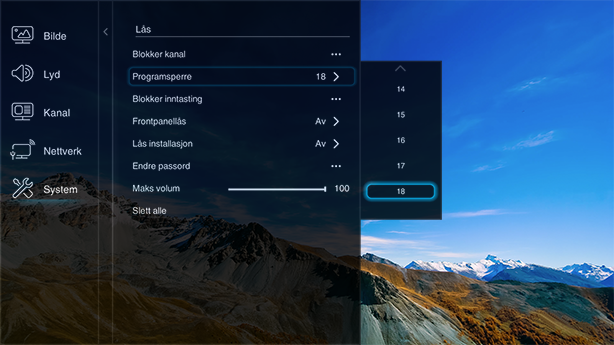 Bilde
Lyd
Kanal
Nettverk
System
Lås
Blokker kanal ···
Programsperre 18
Blokker inntasting ···
Frontpanellås Av
Lås installasjon Av
Endre passord ···
Maks volum 100
Slett alle
14
15
16
17
18